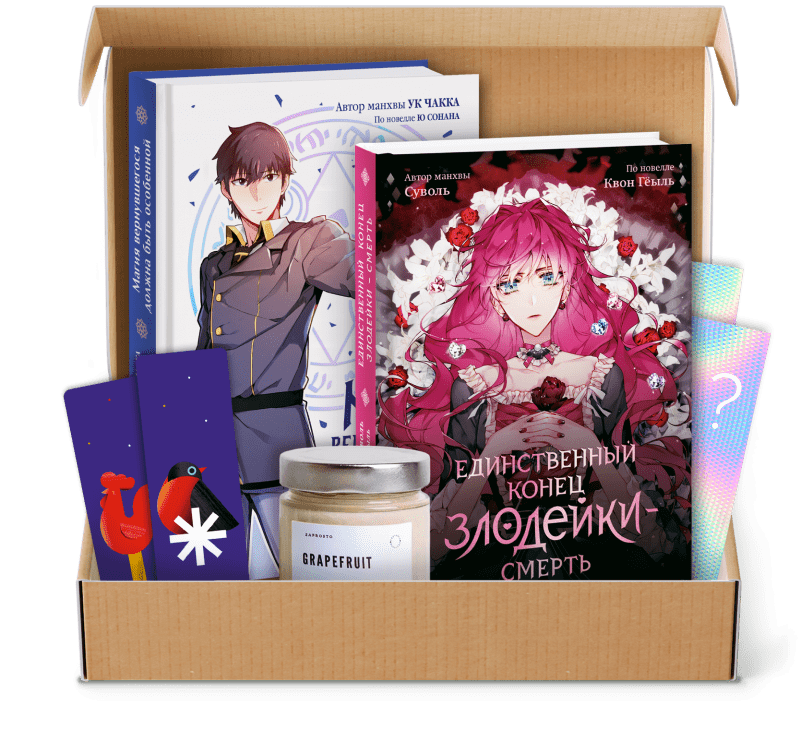 Автор манхвы УК ЧАККА
По новелле Ю СОНАНА
Магия вернувшегося
должна быть особенной
Автор манхвы
Суволь
По новелле
Квон Гёыль
ЕДИНСТВЕННЫЙ КОНЕЦ
ЗЛОДЕЙКИ – СМЕРТЬ
ЕДИНСТВЕННЫЙ
КОНЕЦ
ЗЛОДЕЙКИ–
СМЕРТЬ
?
GRAPEFRUIT